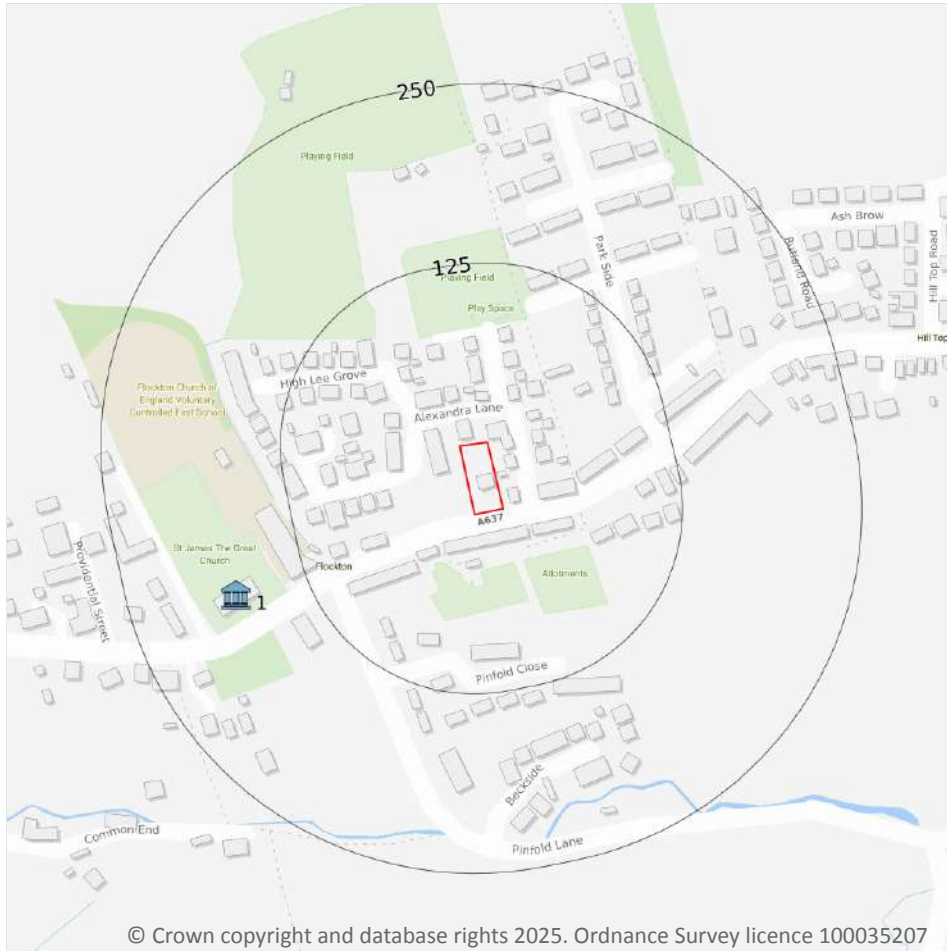 250
Playing Field
Ash Brow
Rutland Road
Hill Top Road
Park Side
125
Playing Field
Play Space
Hill Top
High Lee Grove
Flockton Church of
England Voluntary
Controlled First School
Alexandra Lane
A637
St James The Great
Church
Flockton
Allotments
Providential Street
1
Pinfold Close
Beckside
Common End
Pinfold Lane
© Crown copyright and database rights 2025. Ordnance Survey licence 100035207